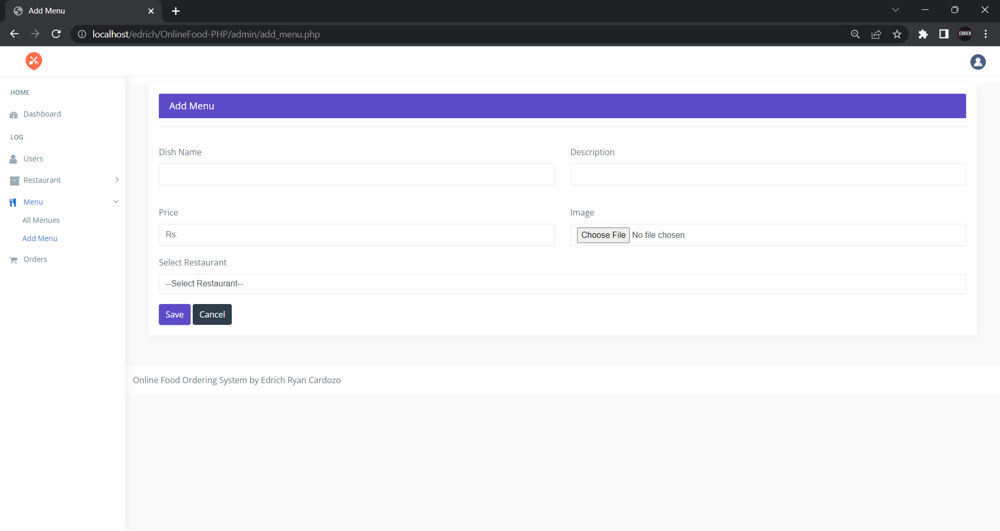 Add Menu
localhost/edrich/OnlineFood-PHP/admin/add_menu.php
EDRICH
HOME
Dashboard
LOG
Users
Restaurant
Menu
All Menues
Add Menu
Orders
Add Menu
Dish Name
Description
Price
Image
Rs.
Choose File No file chosen
Select Restaurant
--Select Restaurant--
Save Cancel
Online Food Ordering System by Edrich Ryan Cardozo